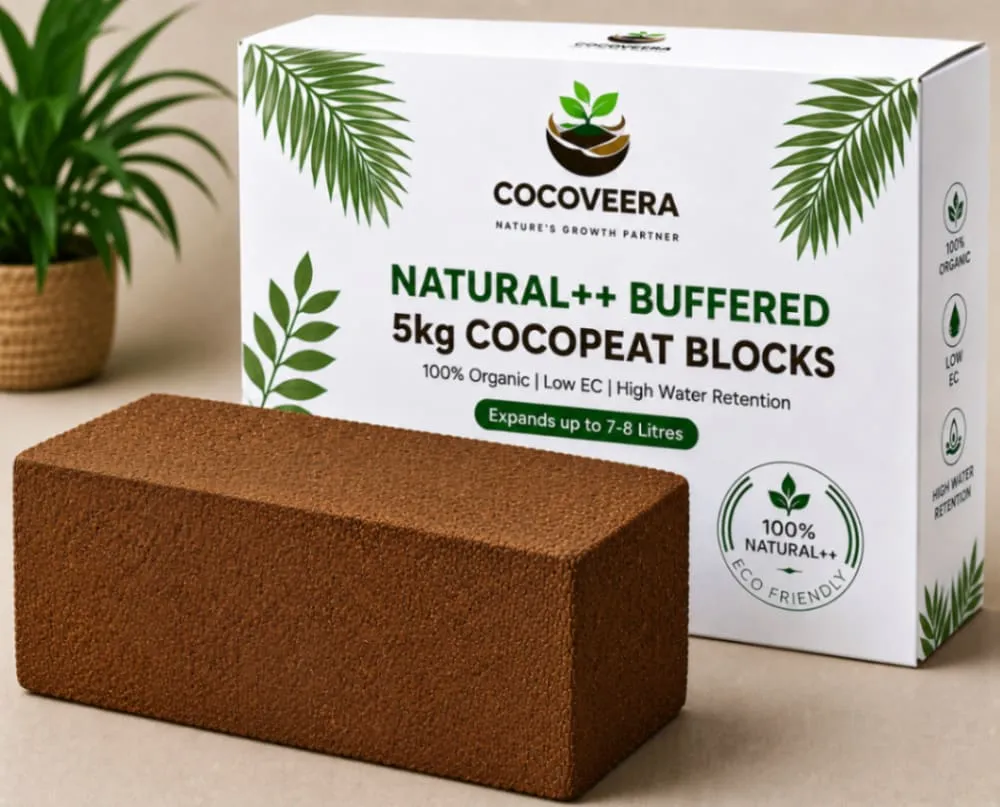 COCOVEERA
COCOVEERA
NATURE'S GROWTH PARTNER
NATURAL++ BUFFERED
5kg COCOPEAT BLOCKS
100% Organic | Low EC | High Water Retention
Expands up to 7-8 Litres
100%
NATURAL++
ECO FRIENDLY
100%
ORGANIC
LOW
EC
HIGH WATER
RETENTION